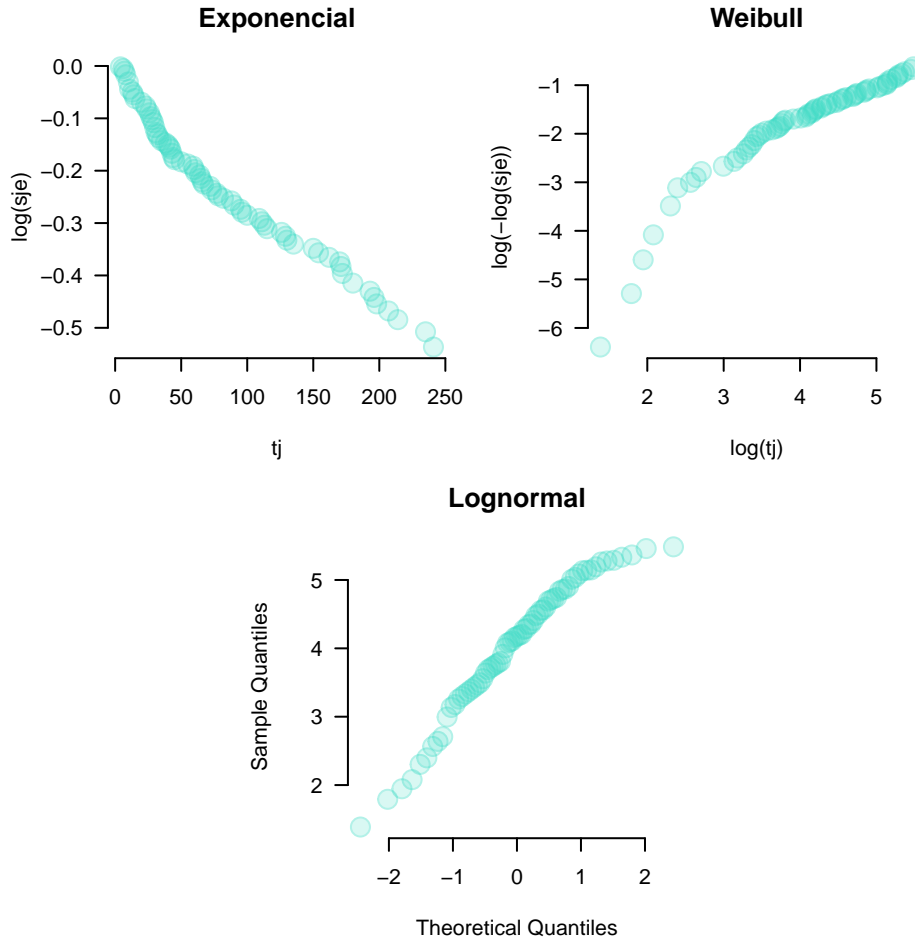 Exponencial
0.0
−0.1
−0.2
−0.3
−0.4
−0.5
log(sje)
0 50 100 150 200 250
tj
Weibull
−1
−2
−3
−4
−5
−6
log(−log(sje))
2 3 4 5
log(tj)
Lognormal
5
4
3
2
Sample Quantiles
−2 −1 0 1 2
Theoretical Quantiles